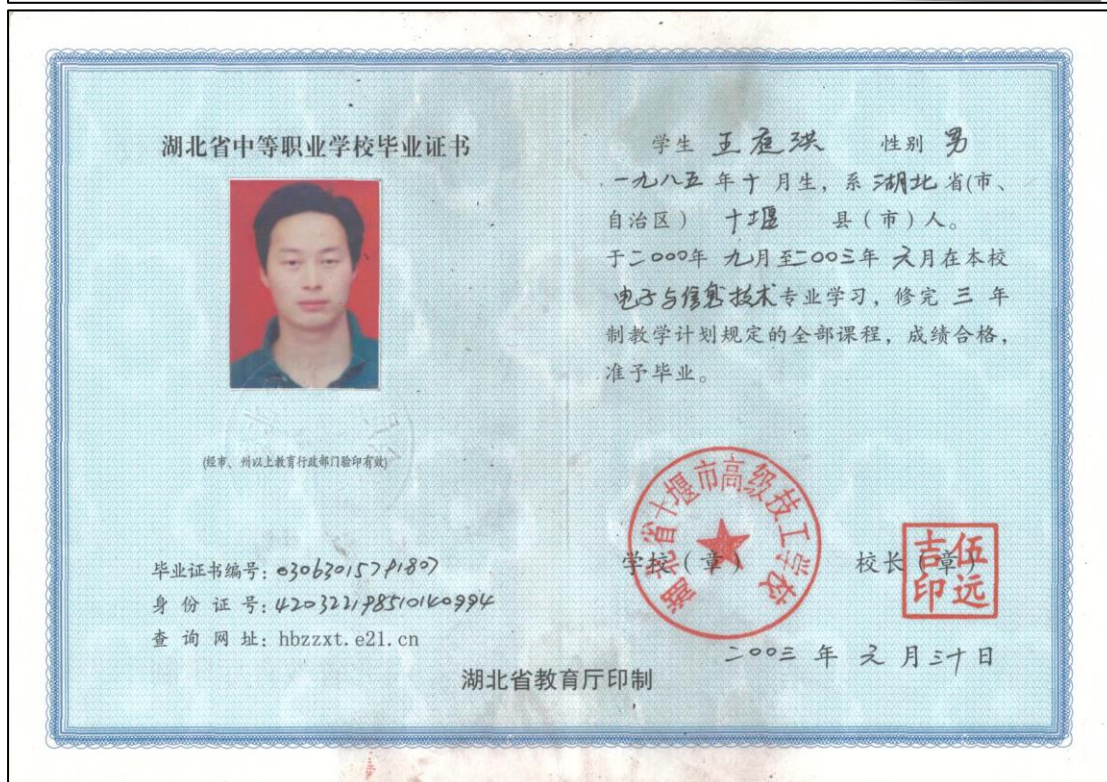 湖北省中等职业学校毕业证书
(经市、州以上教育行政部门验印有效)
毕业证书编号：03063015791807
身 份 证 号：420322198510140994
查 询 网 址：hbzzxt.e21.cn
学生 王庭洪 性别 男
一九八五 年 十 月生，系 湖北 省(市、
自治区） 十堰 县（市）人。
于二000年 九月至二00三年 元月在本校
电子与信息技术专业学习，修完 三 年
制教学计划规定的全部课程，成绩合格，
准予毕业。
湖北省十堰市高级技工学校
学校（章） 校长（章）
伍远吉印
二00三 年 元 月 三十 日
湖北省教育厅印制